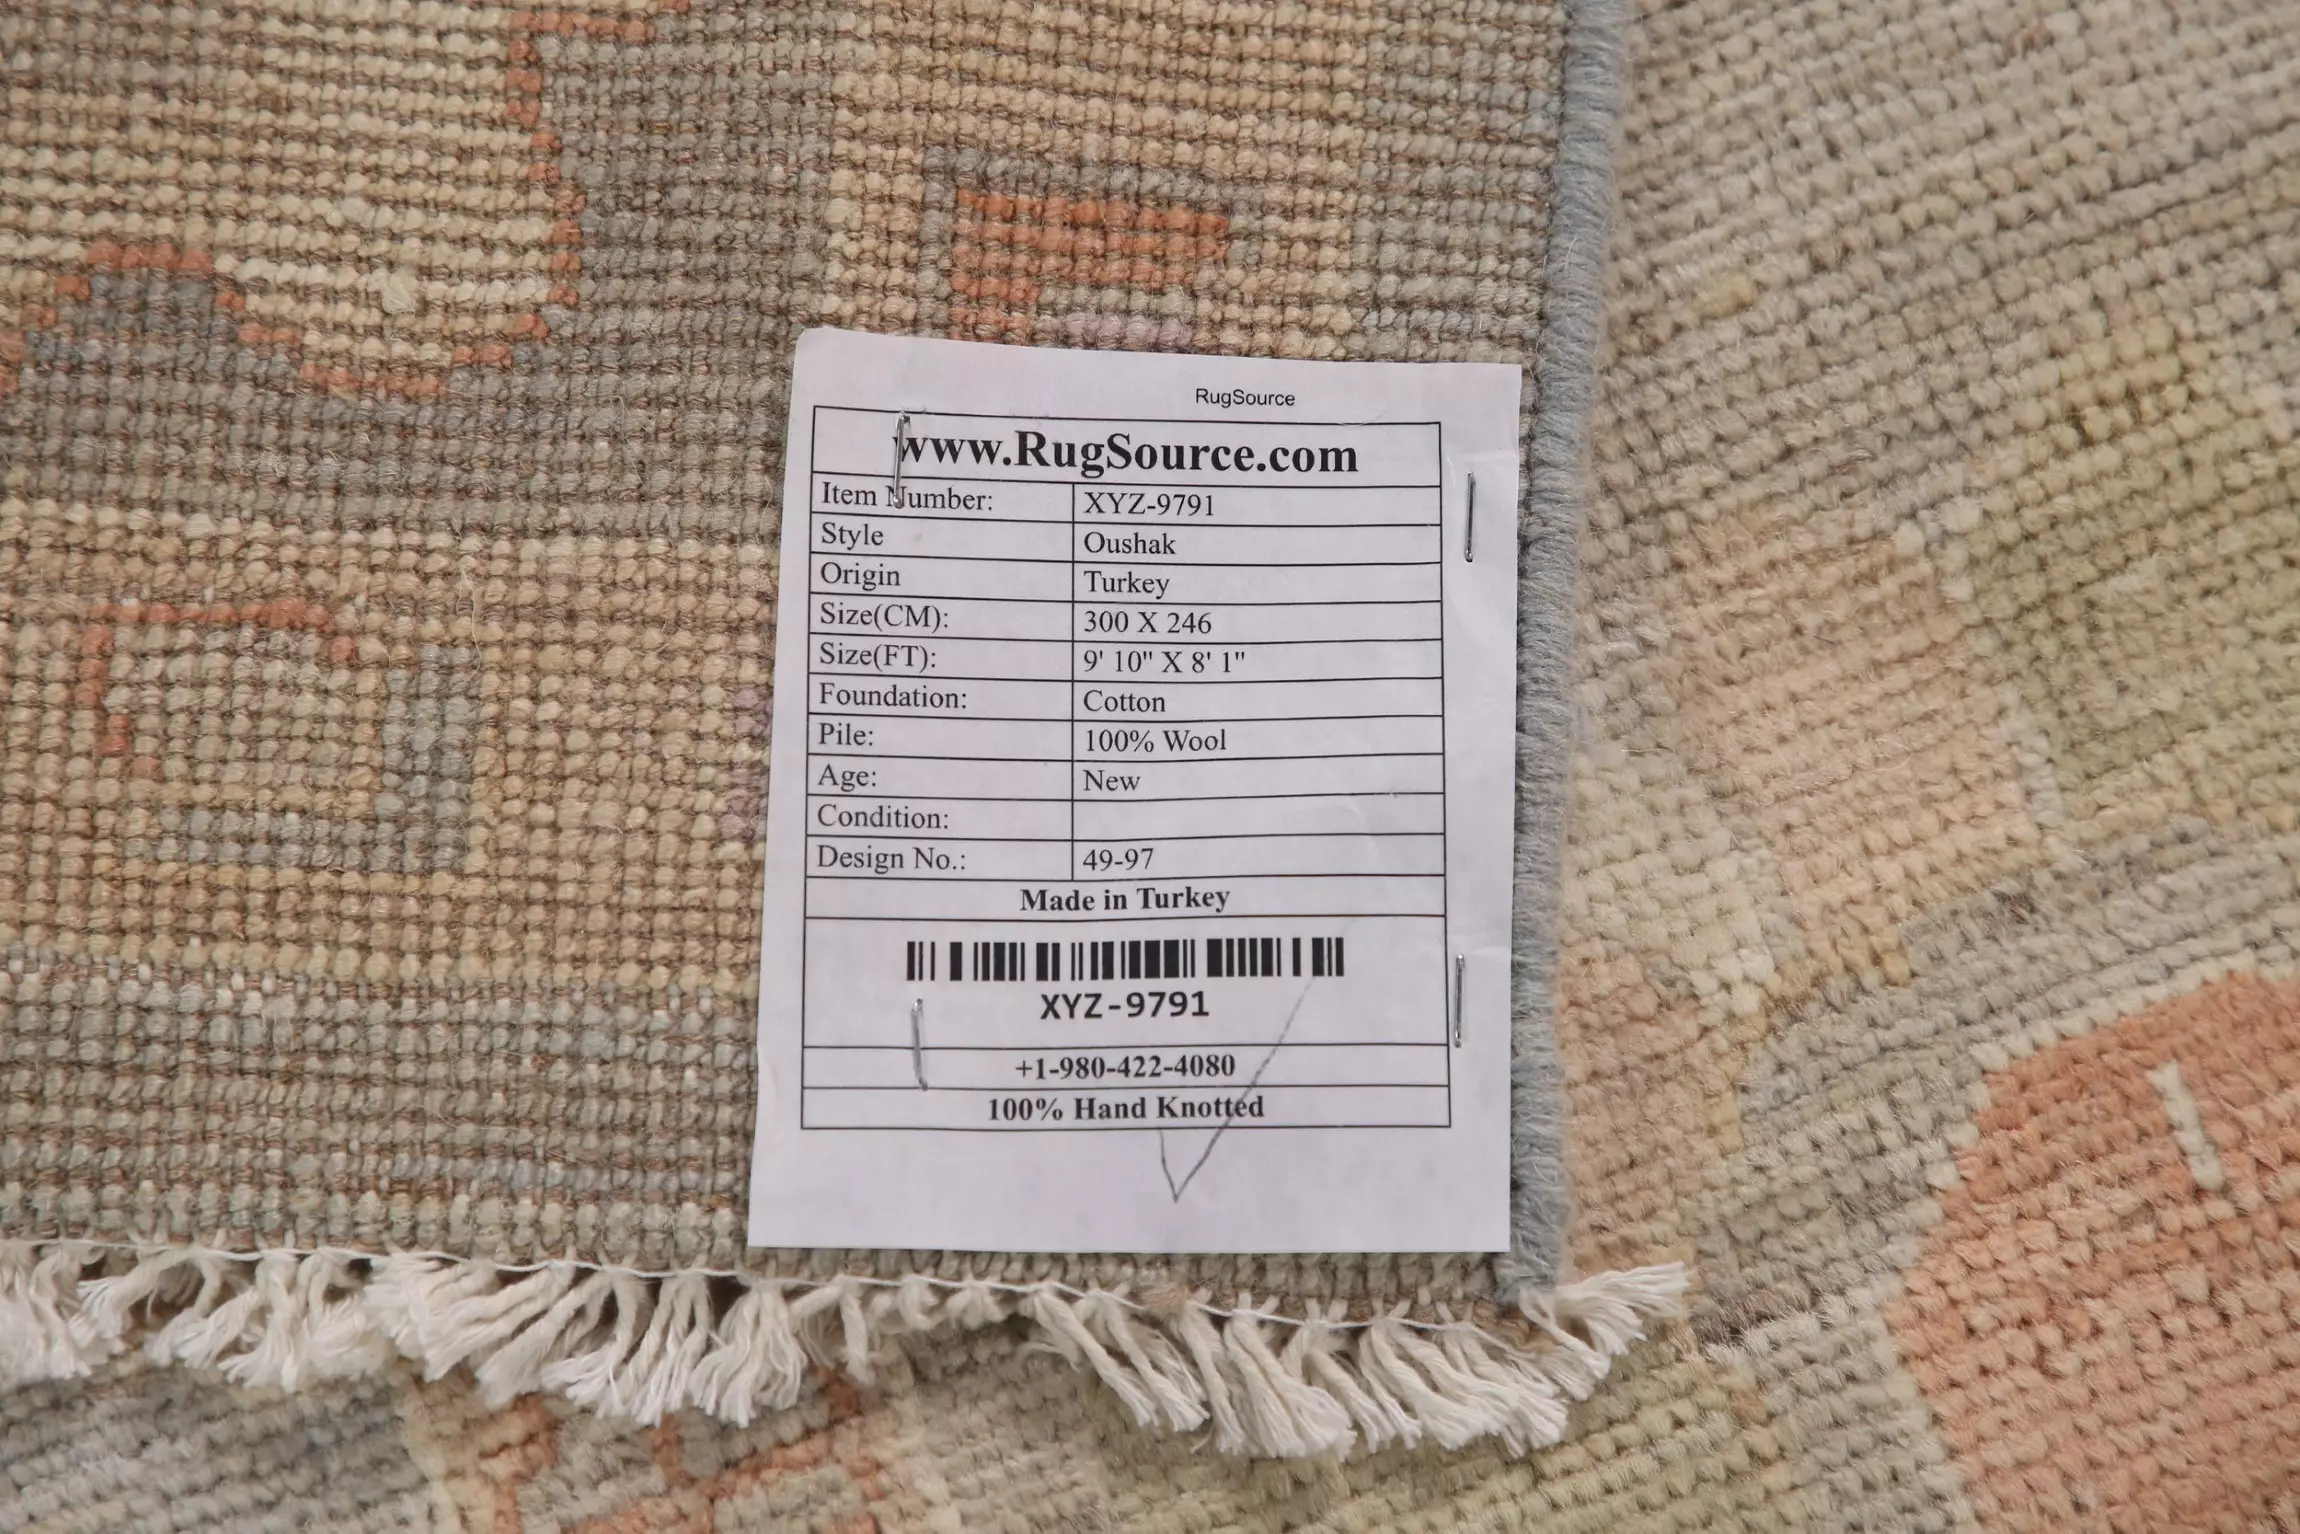 RugSource
www.RugSource.com
Item Number: XYZ-9791
Style Oushak
Origin Turkey
Size(CM): 300 X 246
Size(FT): 9' 10" X 8' 1"
Foundation: Cotton
Pile: 100% Wool
Age: New
Condition:
Design No.: 49-97
Made in Turkey
XYZ-9791
+1-980-422-4080
100% Hand Knotted